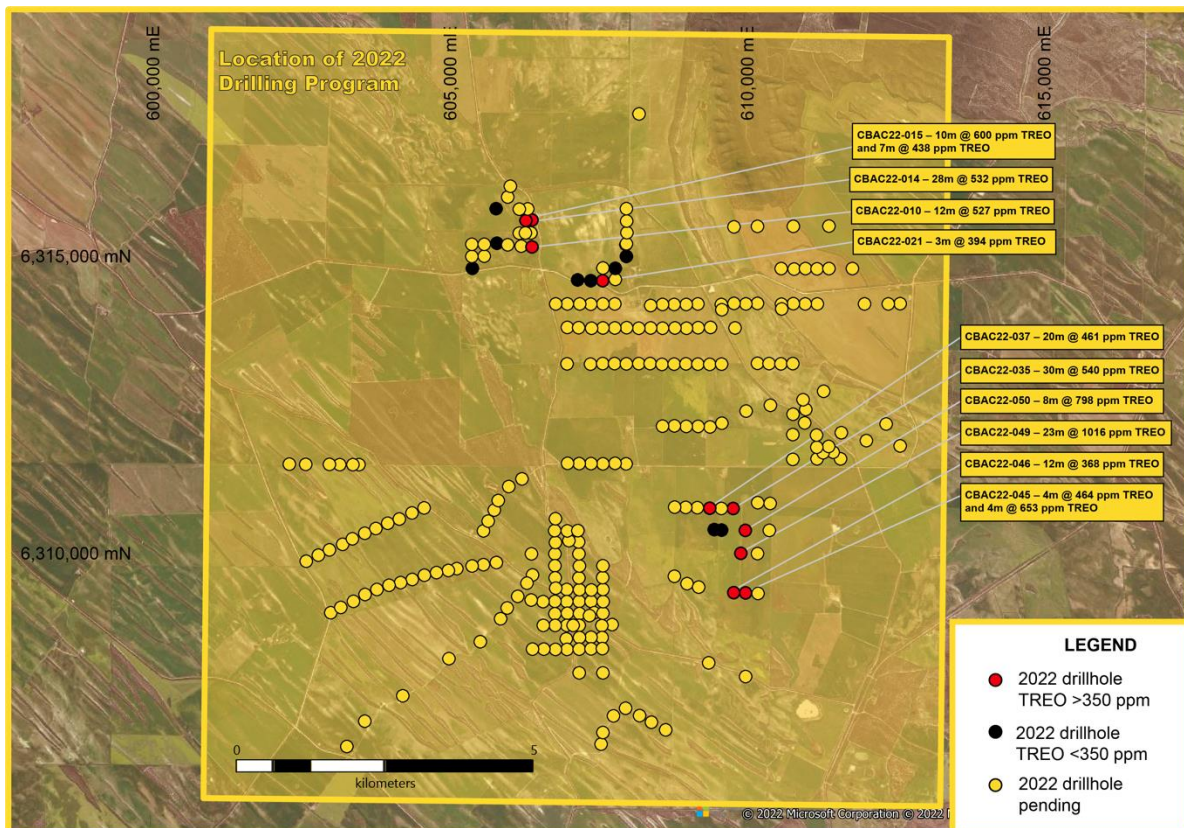 Location of 2022
Drilling Program
600,000 mE
605,000 mE
610,000 mE
615,000 mE
6,315,000 mN
6,310,000 mN
CBAC22-015 – 10m @ 600 ppm TREO
and 7m @ 438 ppm TREO
CBAC22-014 – 28m @ 532 ppm TREO
CBAC22-010 – 12m @ 527 ppm TREO
CBAC22-021 – 3m @ 394 ppm TREO
CBAC22-037 – 20m @ 461 ppm TREO
CBAC22-035 – 30m @ 540 ppm TREO
CBAC22-050 – 8m @ 798 ppm TREO
CBAC22-049 – 23m @ 1016 ppm TREO
CBAC22-046 – 12m @ 368 ppm TREO
CBAC22-045 – 4m @ 464 ppm TREO
and 4m @ 653 ppm TREO
LEGEND
2022 drillhole
TREO >350 ppm
2022 drillhole
TREO <350 ppm
2022 drillhole
pending
0
5
kilometers
© 2022 Microsoft Corporation © 2022